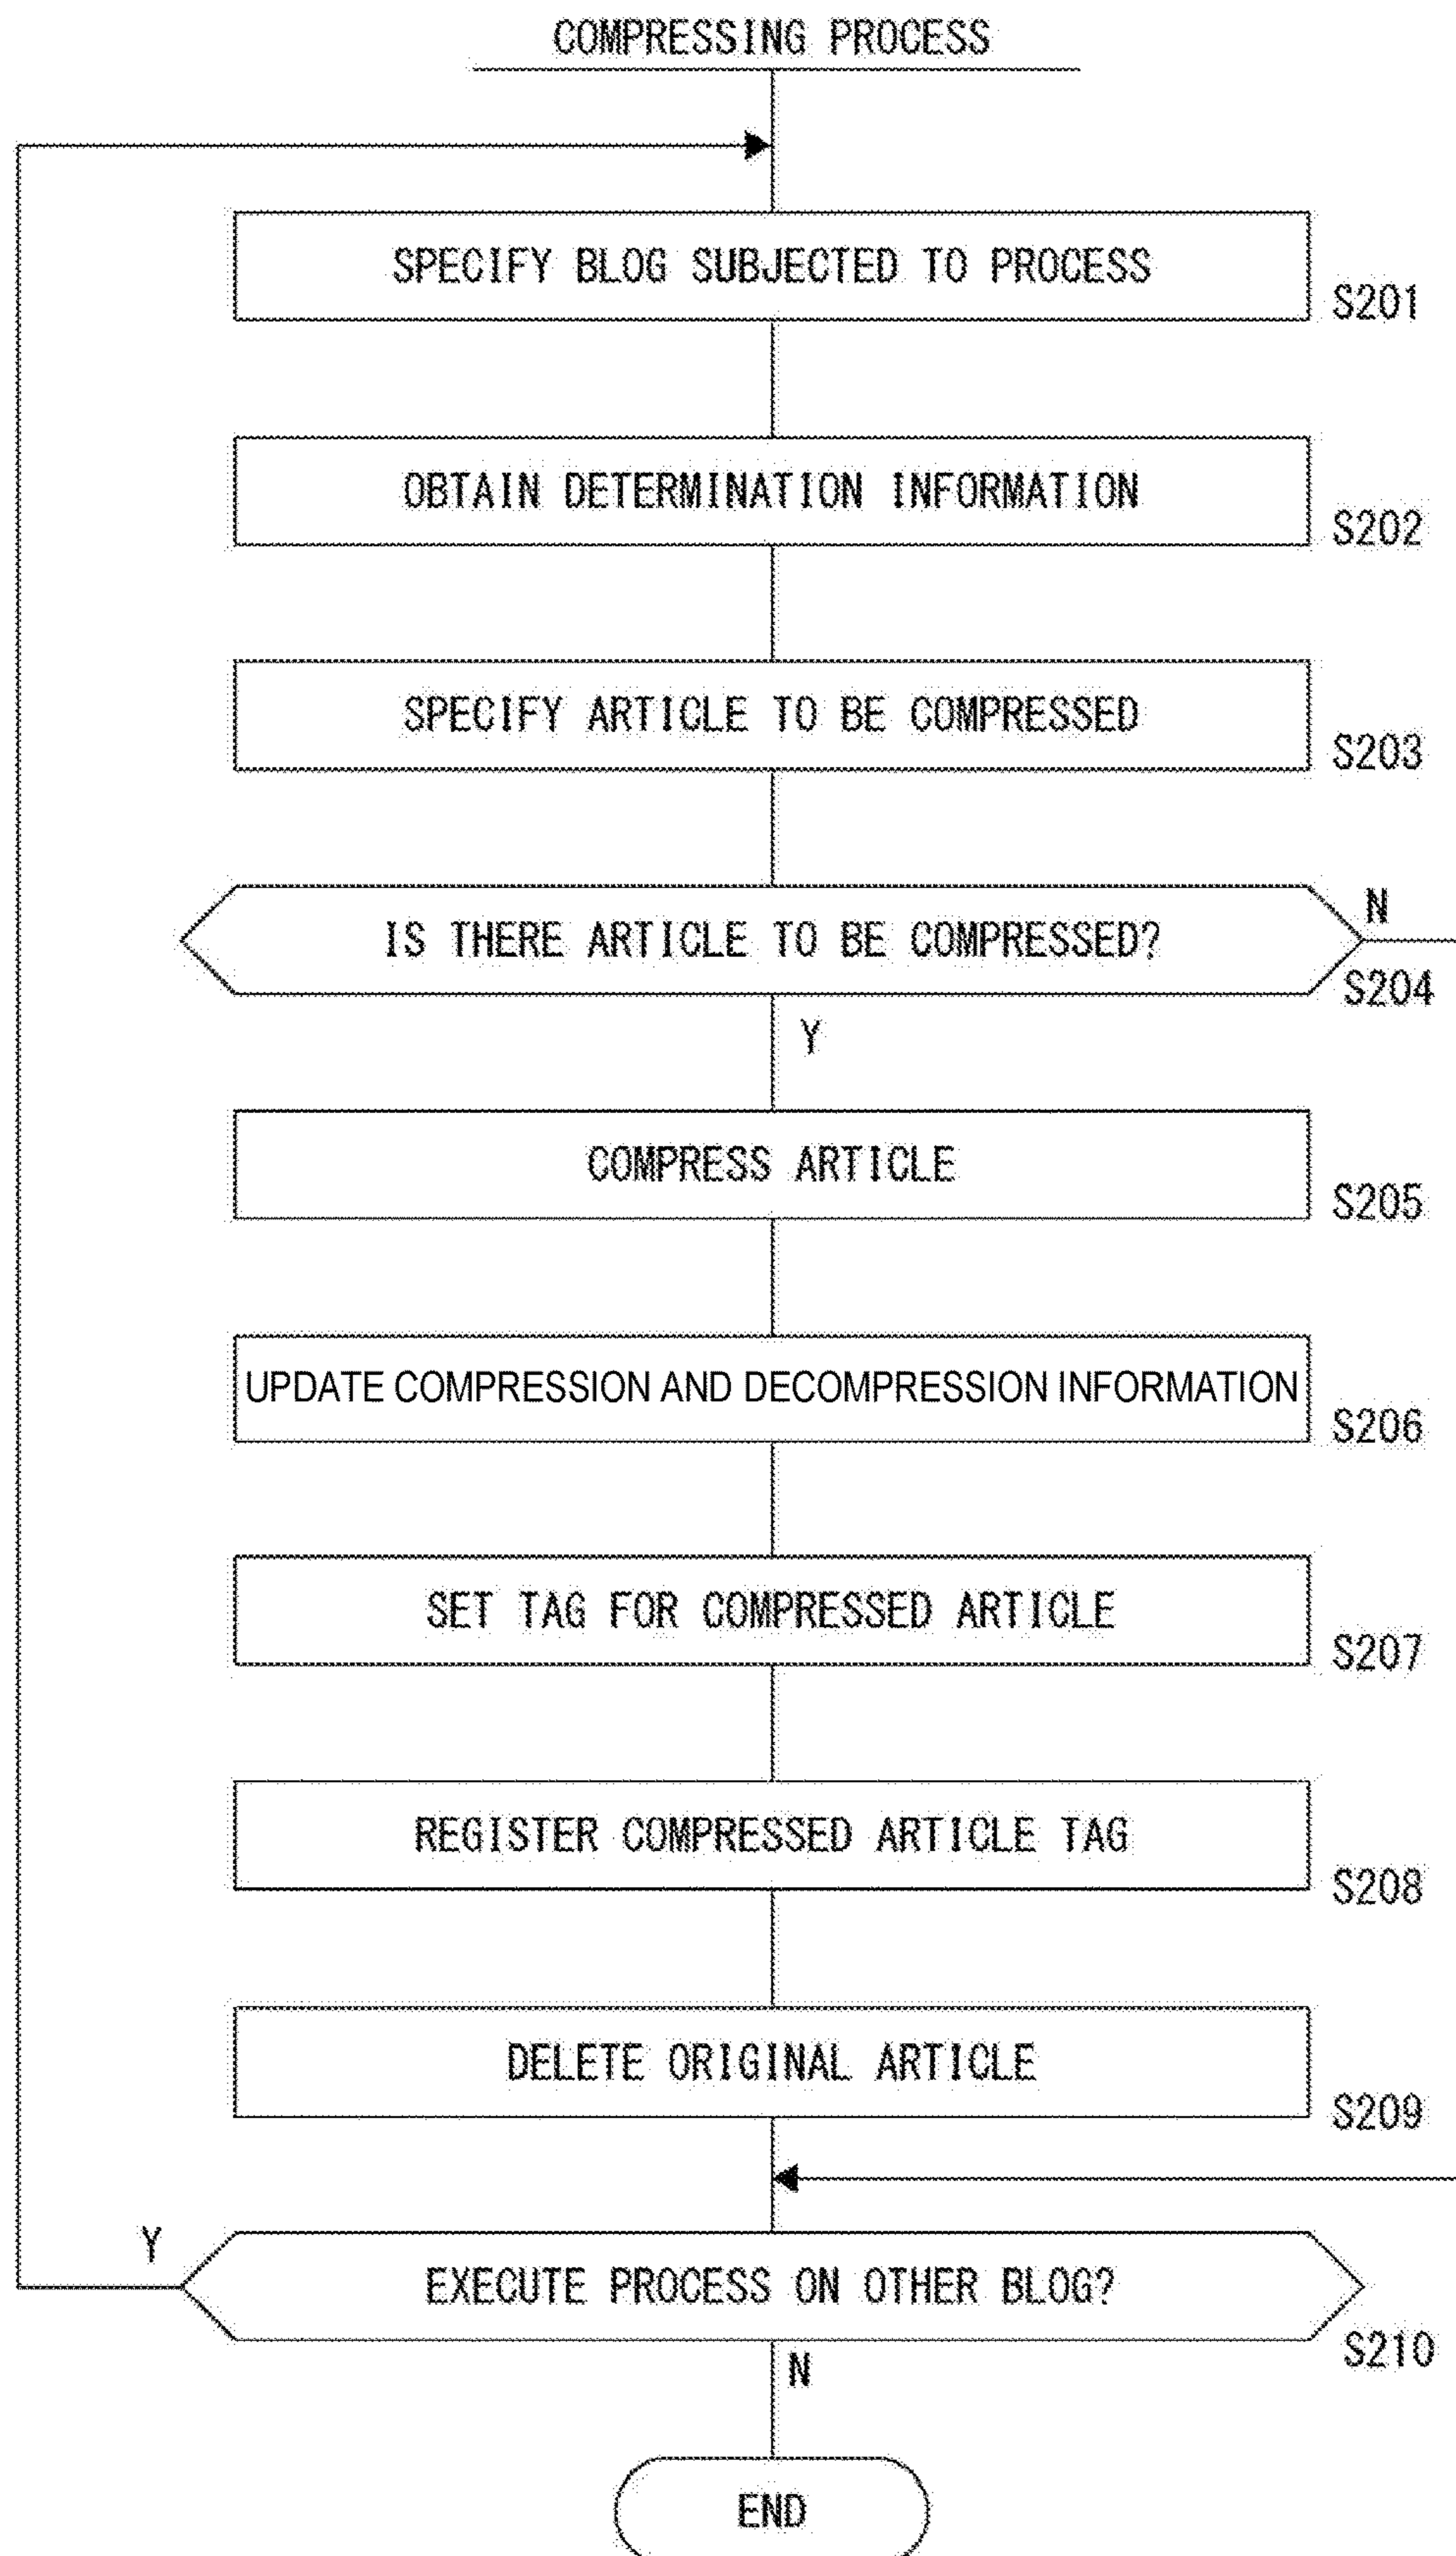 COMPRESSING PROCESS
SPECIFY BLOG SUBJECTED TO PROCESS
S201
OBTAIN DETERMINATION INFORMATION
S202
SPECIFY ARTICLE TO BE COMPRESSED
S203
IS THERE ARTICLE TO BE COMPRESSED?
N
S204
Y
COMPRESS ARTICLE
S205
UPDATE COMPRESSION AND DECOMPRESSION INFORMATION
S206
SET TAG FOR COMPRESSED ARTICLE
S207
REGISTER COMPRESSED ARTICLE TAG
S208
DELETE ORIGINAL ARTICLE
S209
Y
EXECUTE PROCESS ON OTHER BLOG?
S210
N
END